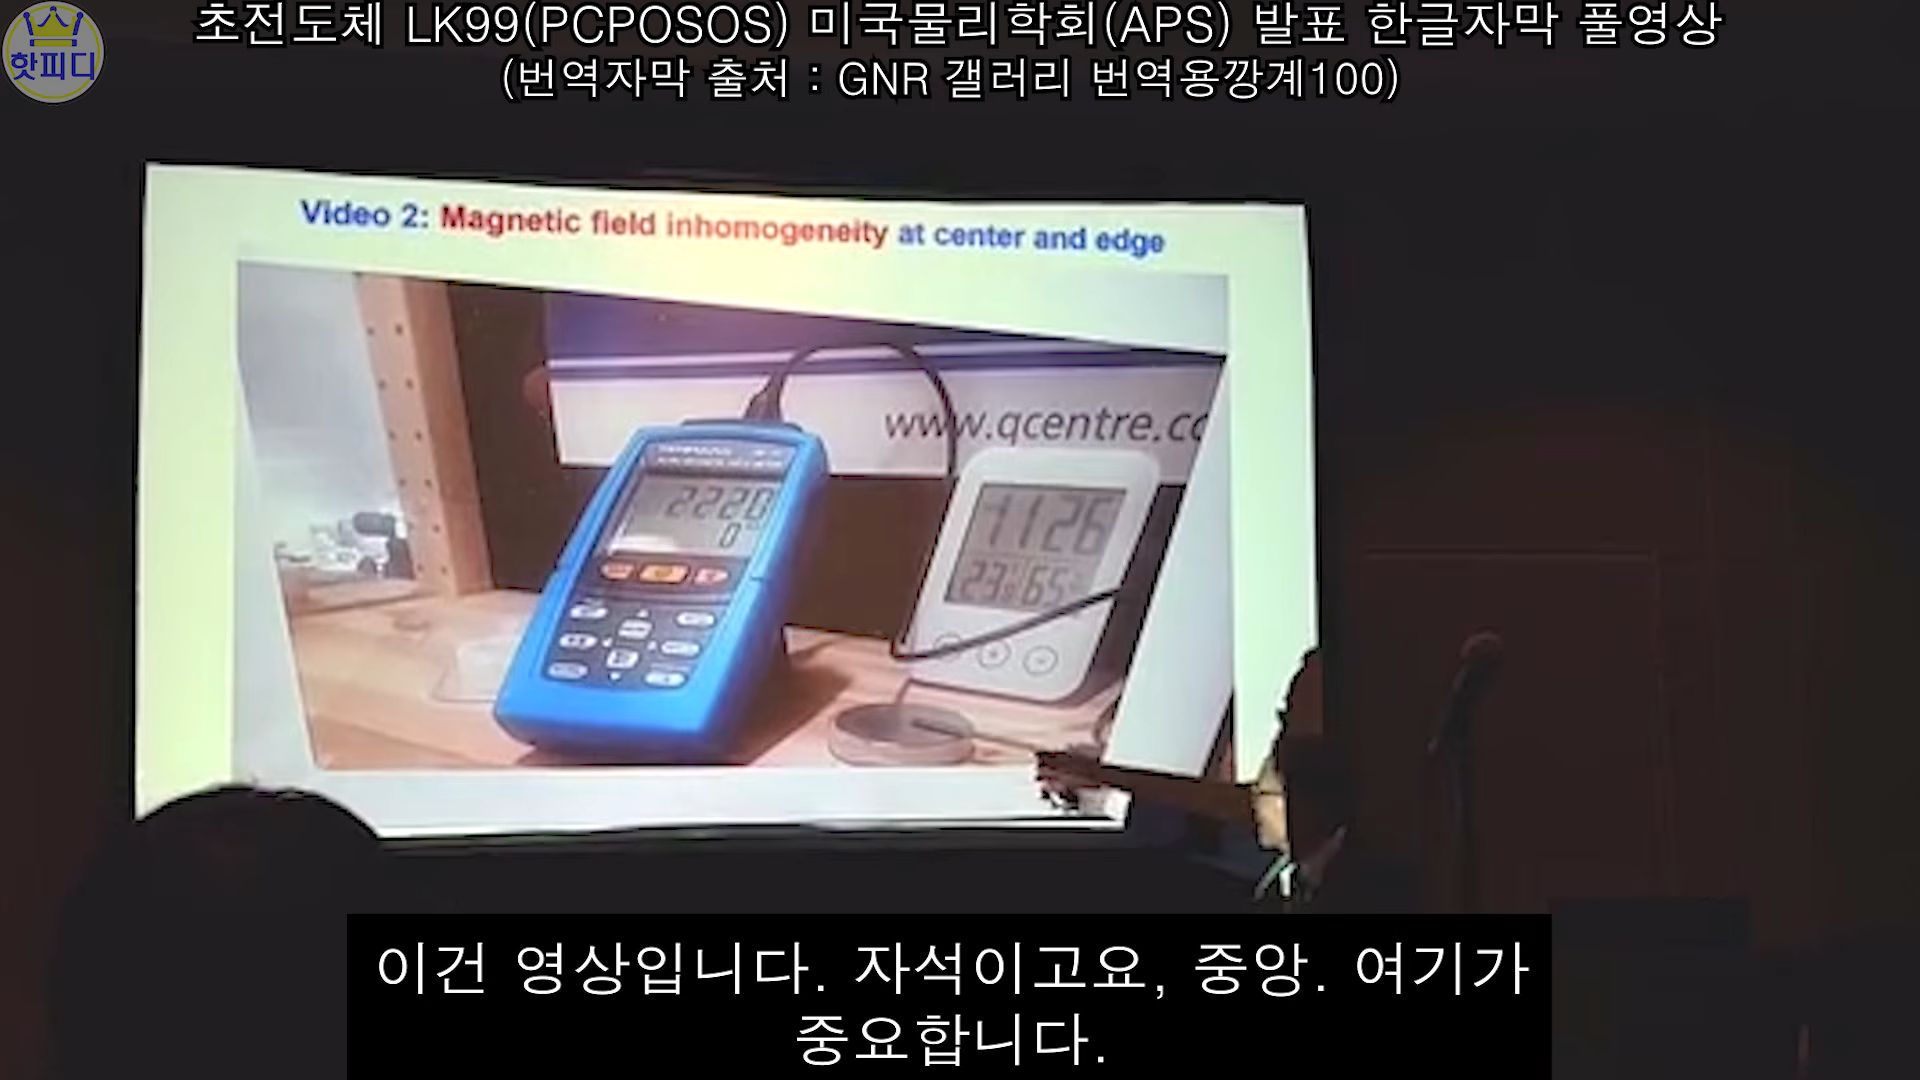 초전도체 LK99(PCPOSOS) 미국물리학회(APS) 발표 한글자막 풀영상
(번역자막 출처 : GNR 갤러리 번역용깡계100)
핫피디
Video 2: Magnetic field inhomogeneity at center and edge
www.qcentre.cc
2220
0
1126
23 65
이건 영상입니다. 자석이고요, 중앙. 여기가
중요합니다.